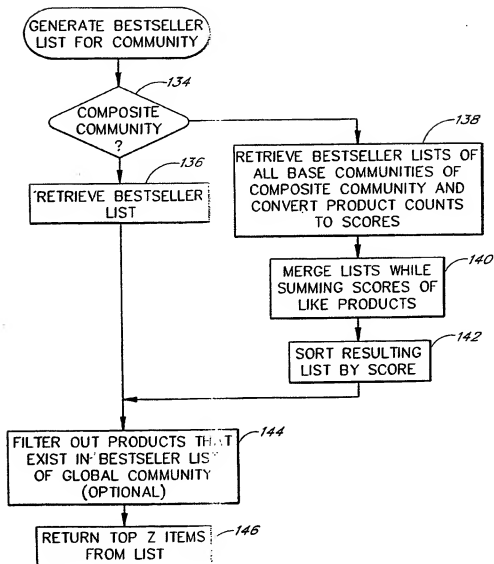 GENERATE BESTSELLER
LIST FOR COMMUNITY
134
COMPOSITE
COMMUNITY
?
136
RETRIEVE BESTSELLER
LIST
138
RETRIEVE BESTSELLER LISTS OF
ALL BASE COMMUNITIES OF
COMPOSITE COMMUNITY AND
CONVERT PRODUCT COUNTS
TO SCORES
140
MERGE LISTS WHILE
SUMMING SCORES OF
LIKE PRODUCTS
142
SORT RESULTING
LIST BY SCORE
144
FILTER OUT PRODUCTS THAT
EXIST IN BESTSELER LIST
OF GLOBAL COMMUNITY
(OPTIONAL)
146
RETURN TOP Z ITEMS
FROM LIST